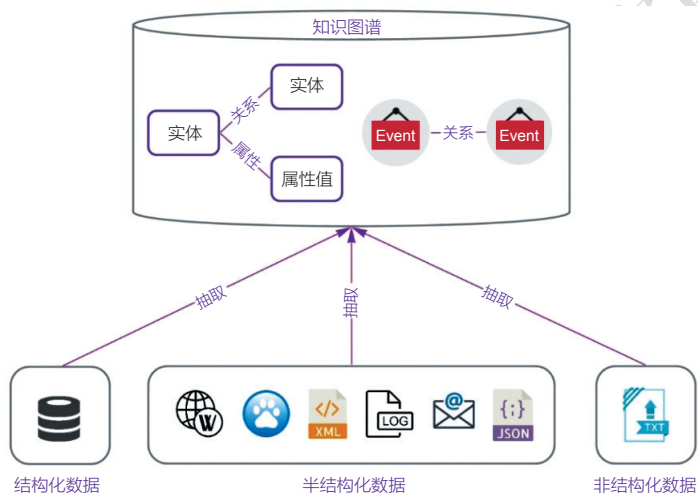 知识图谱
实体
关系
实体
属性
属性值
Event
关系
Event
抽取
抽取
抽取
W
</>
XML
LOG
@
{;}
JSON
TXT
结构化数据
半结构化数据
非结构化数据